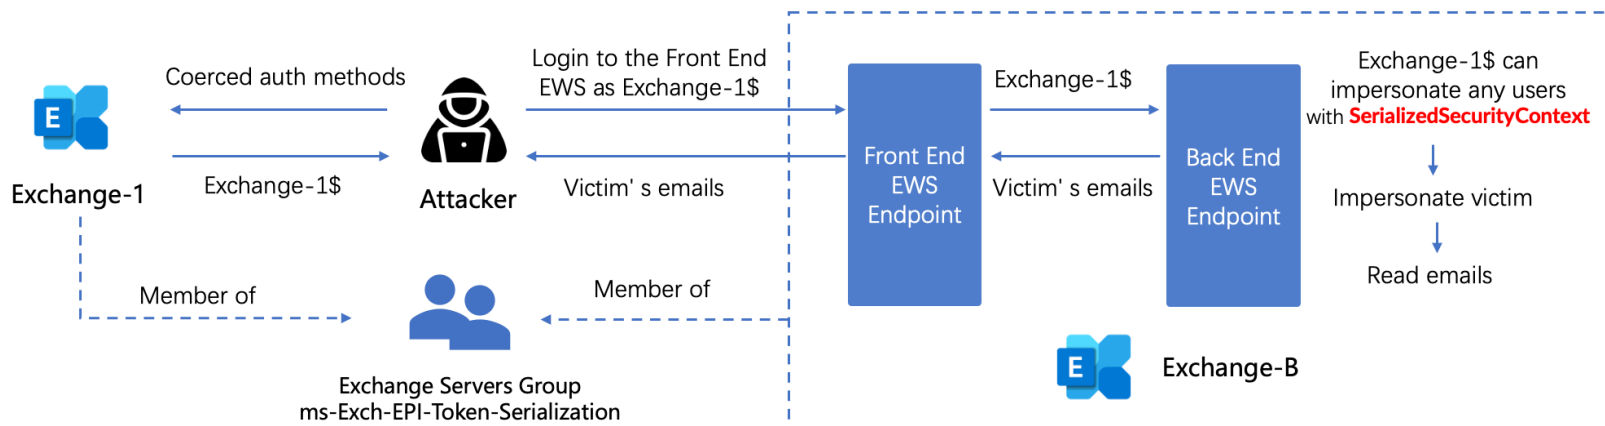 Coerced auth methods
Exchange-1$
E
Exchange-1
Attacker
Login to the Front End
EWS as Exchange-1$
Victim' s emails
Member of
Member of
Exchange Servers Group
ms-Exch-EPI-Token-Serialization
Front End
EWS
Endpoint
Exchange-1$
Victim' s emails
Back End
EWS
Endpoint
Exchange-1$ can
impersonate any users
with SerializedSecurityContext
Impersonate victim
Read emails
E
Exchange-B